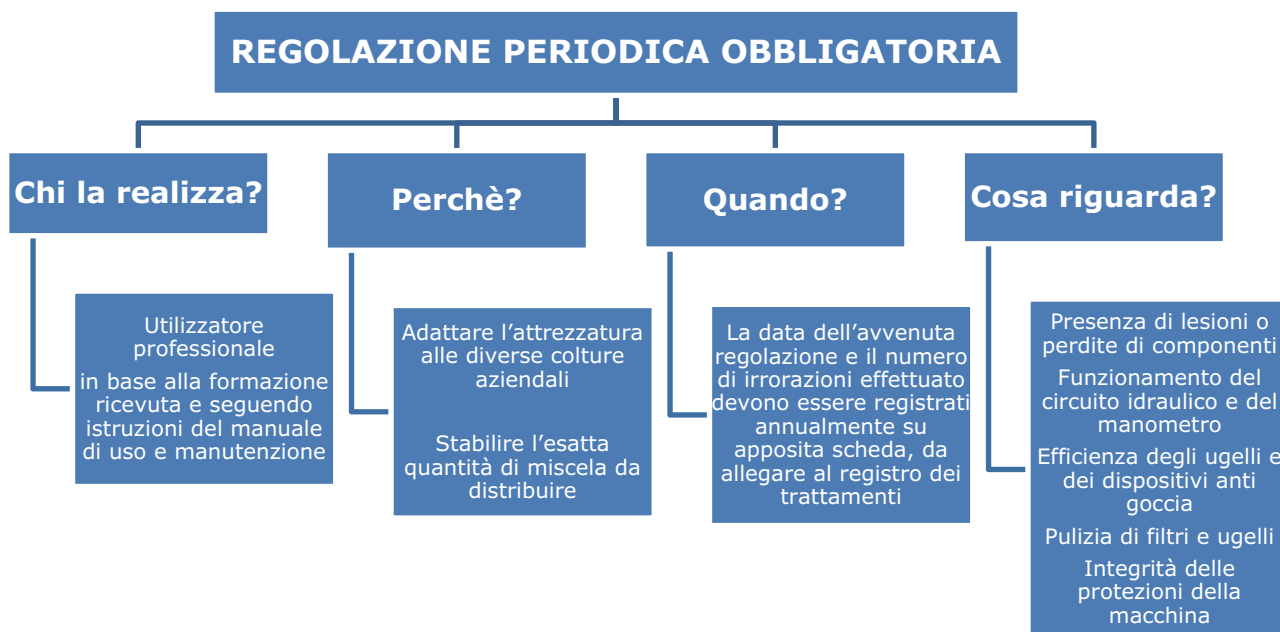 REGOLAZIONE PERIODICA OBBLIGATORIA
Chi la realizza?
Utilizzatore
professionale
in base alla formazione
ricevuta e seguendo
istruzioni del manuale
di uso e manutenzione
Perchè?
Adattare l’attrezzatura
alle diverse colture
aziendali
Stabilire l’esatta
quantità di miscela da
distribuire
Quando?
La data dell’avvenuta
regolazione e il numero
di irrorazioni effettuato
devono essere registrati
annualmente su
apposita scheda, da
allegare al registro dei
trattamenti
Cosa riguarda?
Presenza di lesioni o
perdite di componenti
Funzionamento del
circuito idraulico e del
manometro
Efficienza degli ugelli e
dei dispositivi anti
goccia
Pulizia di filtri e ugelli
Integrità delle
protezioni della
macchina